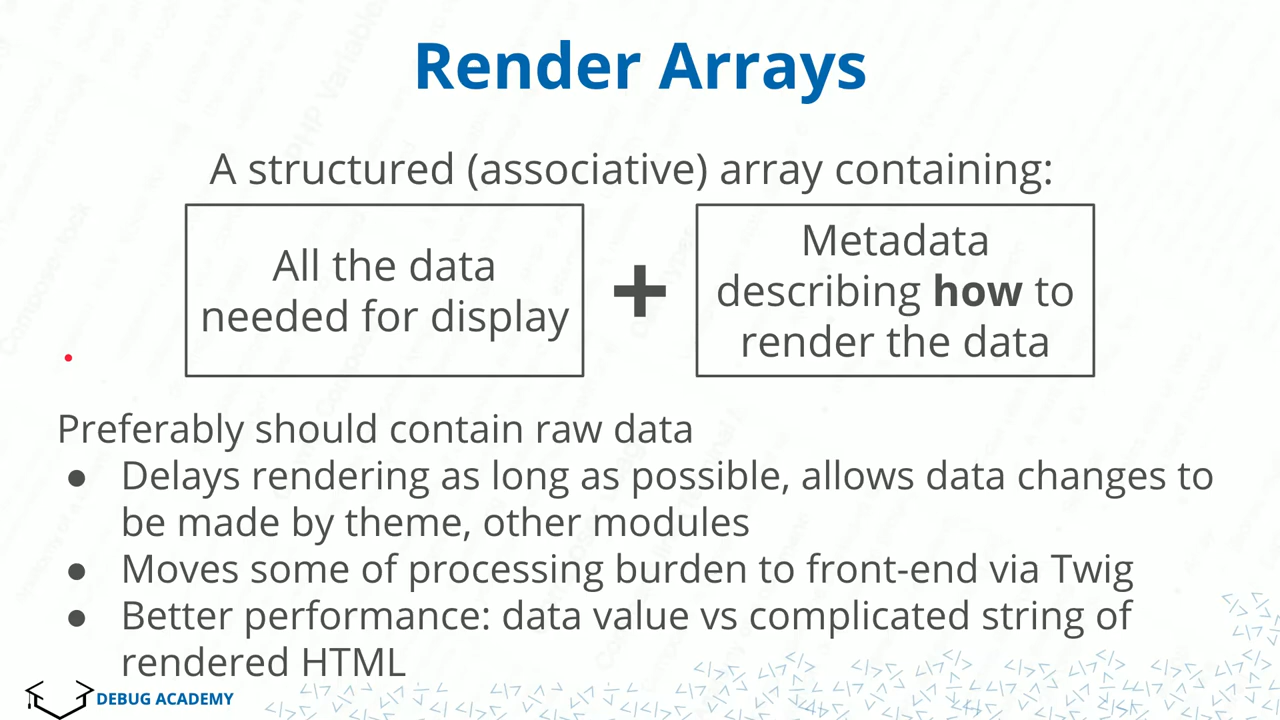 Render Arrays
A structured (associative) array containing:
All the data
needed for display
+
Metadata
describing how to
render the data
Preferably should contain raw data
● Delays rendering as long as possible, allows data changes to
be made by theme, other modules
● Moves some of processing burden to front-end via Twig
● Better performance: data value vs complicated string of
rendered HTML
DEBUG ACADEMY